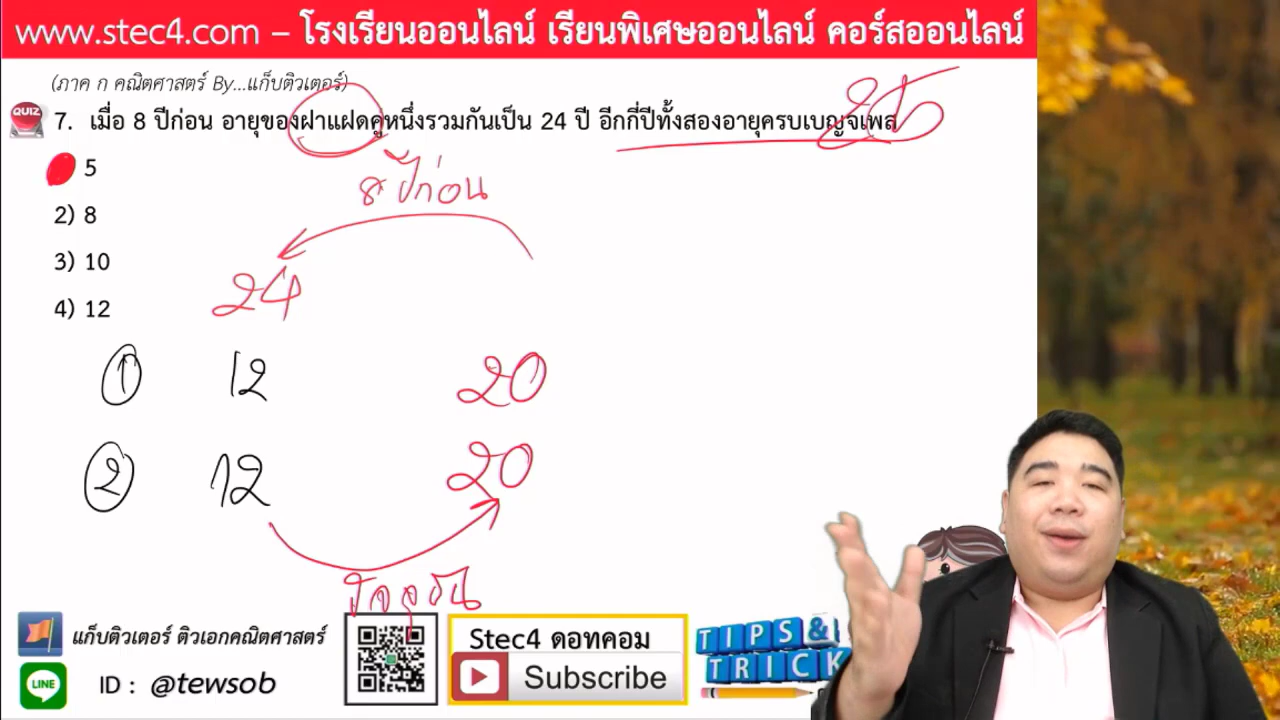 www.stec4.com – โรงเรียนออนไลน์ เรียนพิเศษออนไลน์ คอร์สออนไลน์
(ภาค ก คณิตศาสตร์ By...แก็บติวเตอร์)
QUIZ
7. เมื่อ 8 ปีก่อน อายุของฝาแฝดคู่หนึ่งรวมกันเป็น 24 ปี อีกกี่ปีทั้งสองอายุครบเบญจเพส
25
5
8 ปีก่อน
2) 8
3) 10
24
4) 12
1 12 20
2 12 20
ปัจจุบัน
แก็บติวเตอร์ ติวเอกคณิตศาสตร์
Stec4 ดอทคอม
Subscribe
TIPS &
TRICK
LINE
ID : @tewsob